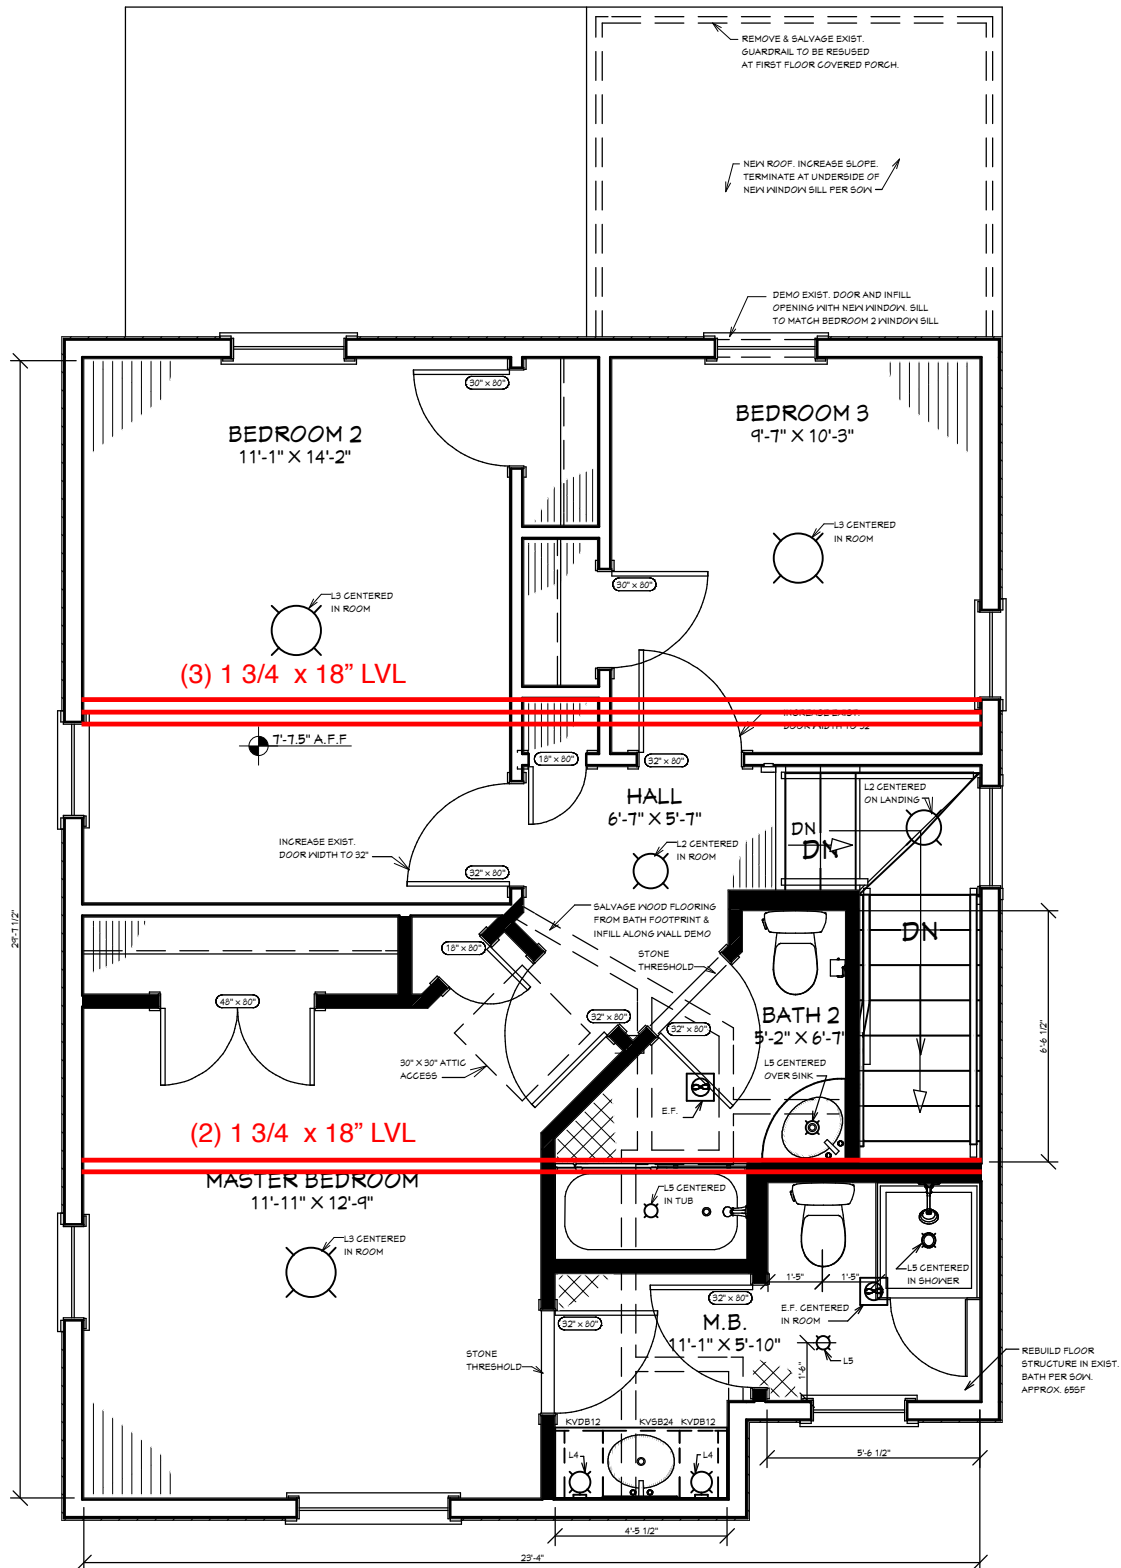 REMOVE & SALVAGE EXIST.
GUARDRAIL TO BE RESUSED
AT FIRST FLOOR COVERED PORCH.
NEW ROOF. INCREASE SLOPE.
TERMINATE AT UNDERSIDE OF
NEW WINDOW SILL PER SOW
DEMO EXIST. DOOR AND INFILL
OPENING WITH NEW WINDOW. SILL
TO MATCH BEDROOM 2 WINDOW SILL
30" x 80"
BEDROOM 2
11'-1" X 14'-2"
BEDROOM 3
9'-7" X 10'-3"
L3 CENTERED
IN ROOM
30" x 80"
L3 CENTERED
IN ROOM
(3) 1 3/4  x 18” LVL
INCREASE EXIST.
DOOR WIDTH TO 32"
7'-7.5" A.F.F
18" x 80"
32" x 80"
HALL
6'-7" X 5'-7"
L2 CENTERED
ON LANDING
DN
DN
INCREASE EXIST.
DOOR WIDTH TO 32"
L2 CENTERED
IN ROOM
32" x 80"
SALVAGE WOOD FLOORING
FROM BATH FOOTPRINT &
INFILL ALONG WALL DEMO
DN
29'-7 1/2"
18" x 80"
STONE
THRESHOLD
48" x 80"
32" x 80"
32" x 80"
BATH 2
5'-2" X 6'-7"
6'-6 1/2"
30" X 30" ATTIC
ACCESS
L5 CENTERED
OVER SINK
E.F.
(2) 1 3/4  x 18” LVL
MASTER BEDROOM
11'-11" X 12'-9"
L5 CENTERED
IN TUB
L3 CENTERED
IN ROOM
L5 CENTERED
IN SHOWER
1'-5"
1'-5"
32" x 80"
E.F. CENTERED
IN ROOM
32" x 80"
M.B.
11'-1" X 5'-10"
L5
1'-6"
STONE
THRESHOLD
REBUILD FLOOR
STRUCTURE IN EXIST.
BATH PER SOW.
APPROX. 65SF
KVDB12
KVSB24
KVDB12
L4
L4
5'-6 1/2"
4'-5 1/2"
23'-4"